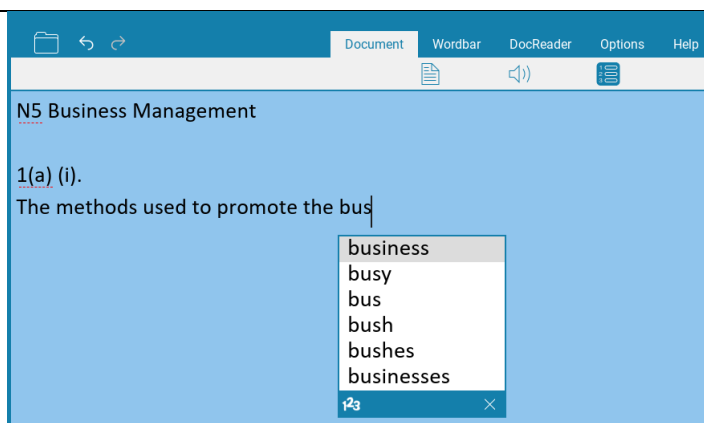 Document Wordbar DocReader Options Help
N5 Business Management
1(a) (i).
The methods used to promote the bus
business
busy
bus
bush
bushes
businesses
123